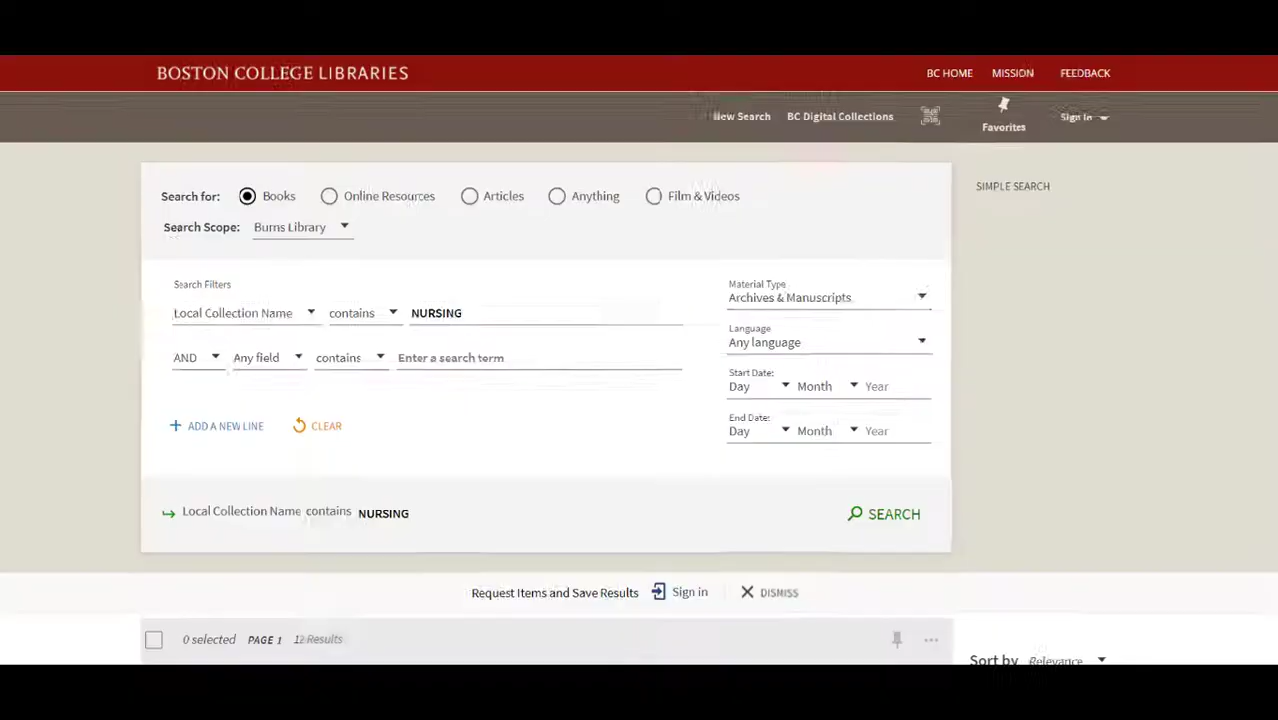 BOSTON COLLEGE LIBRARIES
BC HOME MISSION FEEDBACK
New Search BC Digital Collections Favorites Sign in
Search for: Books Online Resources Articles Anything Film & Videos
SIMPLE SEARCH
Search Scope: Burns Library
Search Filters
Local Collection Name contains NURSING
AND Any field contains Enter a search term
+ ADD A NEW LINE CLEAR
Material Type
Archives & Manuscripts
Language
Any language
Start Date:
Day Month Year
End Date:
Day Month Year
Local Collection Name contains NURSING
SEARCH
Request Items and Save Results Sign in DISMISS
0 selected PAGE 1 12 Results
Sort by Relevance